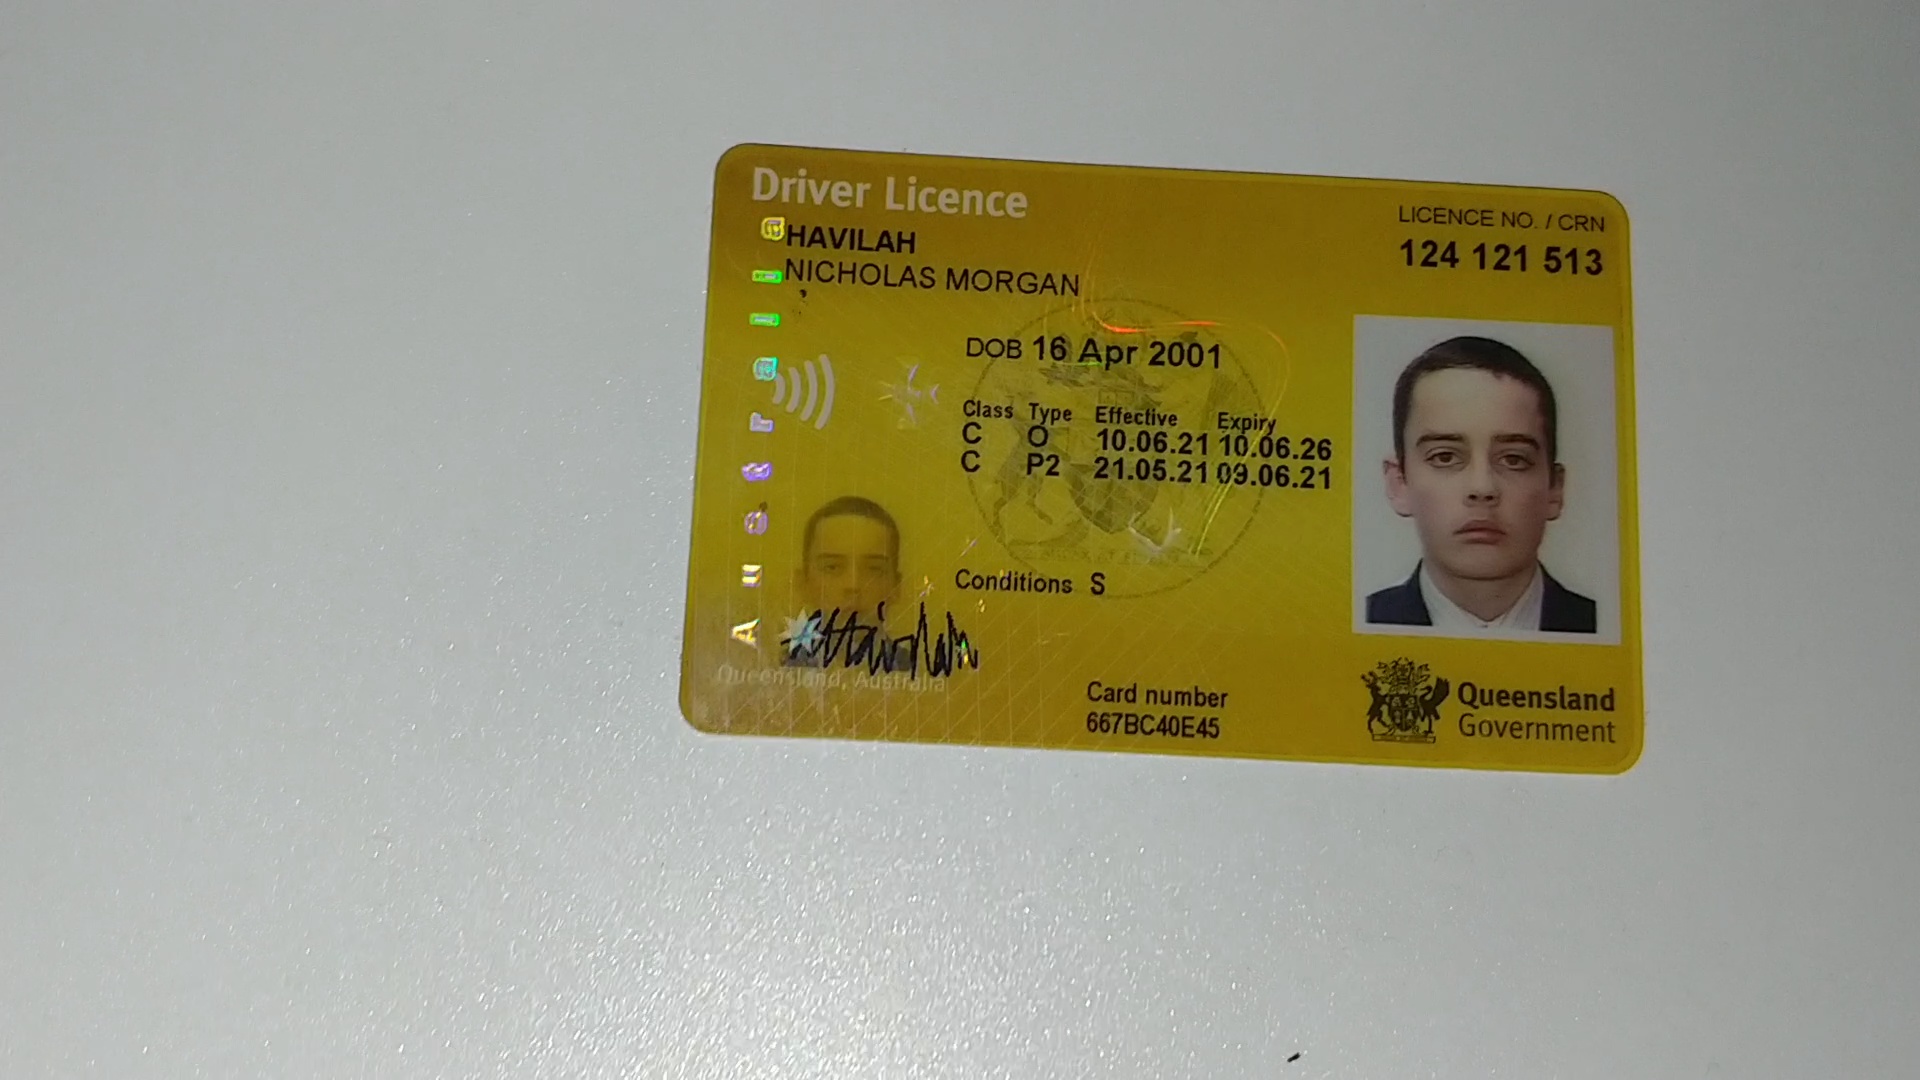 Driver Licence
HAVILAH
NICHOLAS MORGAN
LICENCE NO. / CRN
124 121 513
DOB 16 Apr 2001
Class Type Effective Expiry
C O 10.06.21 10.06.26
C P2 21.05.21 09.06.21
Conditions S
Queensland, Australia
Card number
667BC40E45
Queensland
Government